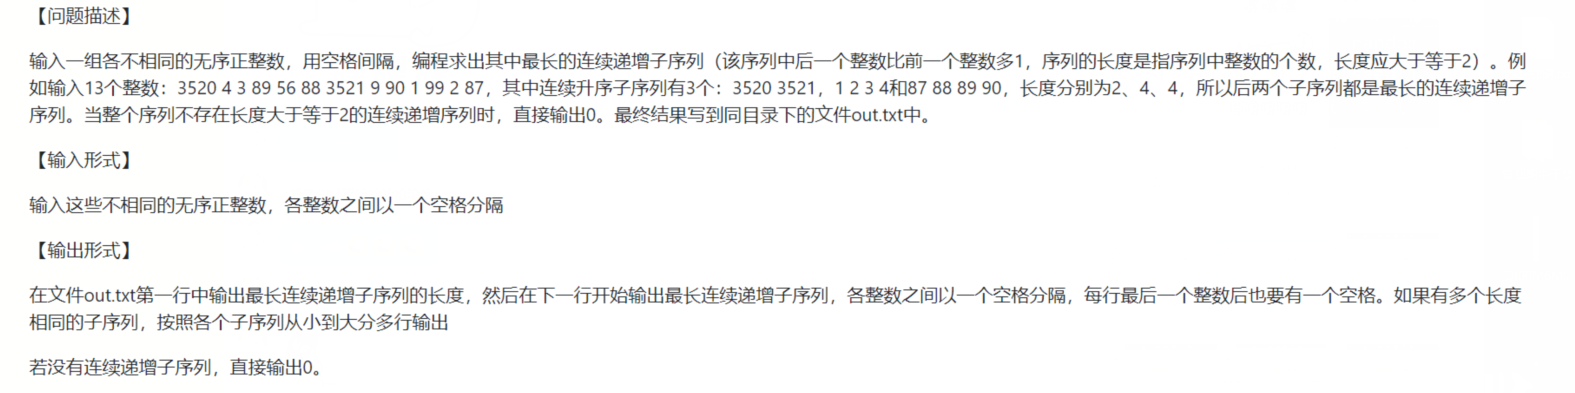 【问题描述】
输入一组各不相同的无序正整数，用空格间隔，编程求出其中最长的连续递增子序列（该序列中后一个整数比前一个整数多1，序列的长度是指序列中整数的个数，长度应大于等于2）。例
如输入13个整数：3520 4 3 89 56 88 3521 9 90 1 99 2 87，其中连续升序子序列有3个：3520 3521，1 2 3 4和87 88 89 90，长度分别为2、4、4，所以后两个子序列都是最长的连续递增子
序列。当整个序列不存在长度大于等于2的连续递增序列时，直接输出0。最终结果写到同目录下的文件out.txt中。
【输入形式】
输入这些不相同的无序正整数，各整数之间以一个空格分隔
【输出形式】
在文件out.txt第一行中输出最长连续递增子序列的长度，然后在下一行开始输出最长连续递增子序列，各整数之间以一个空格分隔，每行最后一个整数后也要有一个空格。如果有多个长度
相同的子序列，按照各个子序列从小到大分多行输出
若没有连续递增子序列，直接输出0。